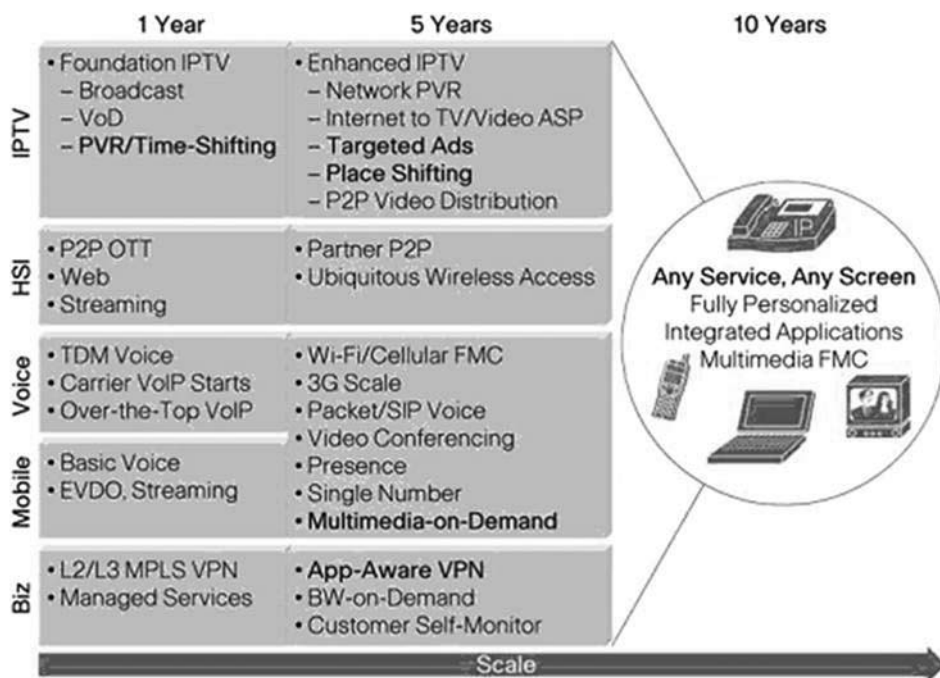 1 Year
5 Years
10 Years
IPTV
• Foundation IPTV
– Broadcast
– VoD
– PVR/Time-Shifting
• Enhanced IPTV
– Network PVR
– Internet to TV/Video ASP
– Targeted Ads
– Place Shifting
– P2P Video Distribution
HSI
• P2P OTT
• Web
• Streaming
• Partner P2P
• Ubiquitous Wireless Access
Voice
• TDM Voice
• Carrier VoIP Starts
• Over-the-Top VoIP
• Wi-Fi/Cellular FMC
• 3G Scale
• Packet/SIP Voice
• Video Conferencing
• Presence
• Single Number
• Multimedia-on-Demand
Mobile
• Basic Voice
• EVDO, Streaming
Biz
• L2/L3 MPLS VPN
• Managed Services
• App-Aware VPN
• BW-on-Demand
• Customer Self-Monitor
IP
Any Service, Any Screen
Fully Personalized
Integrated Applications
Multimedia FMC
Scale